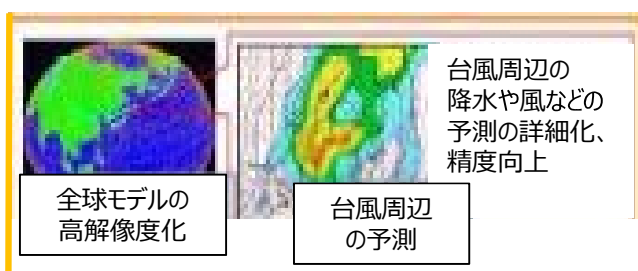 台風周辺の
降水や風などの
予測の詳細化、
精度向上
全球モデルの
高解像度化
台風周辺
の予測